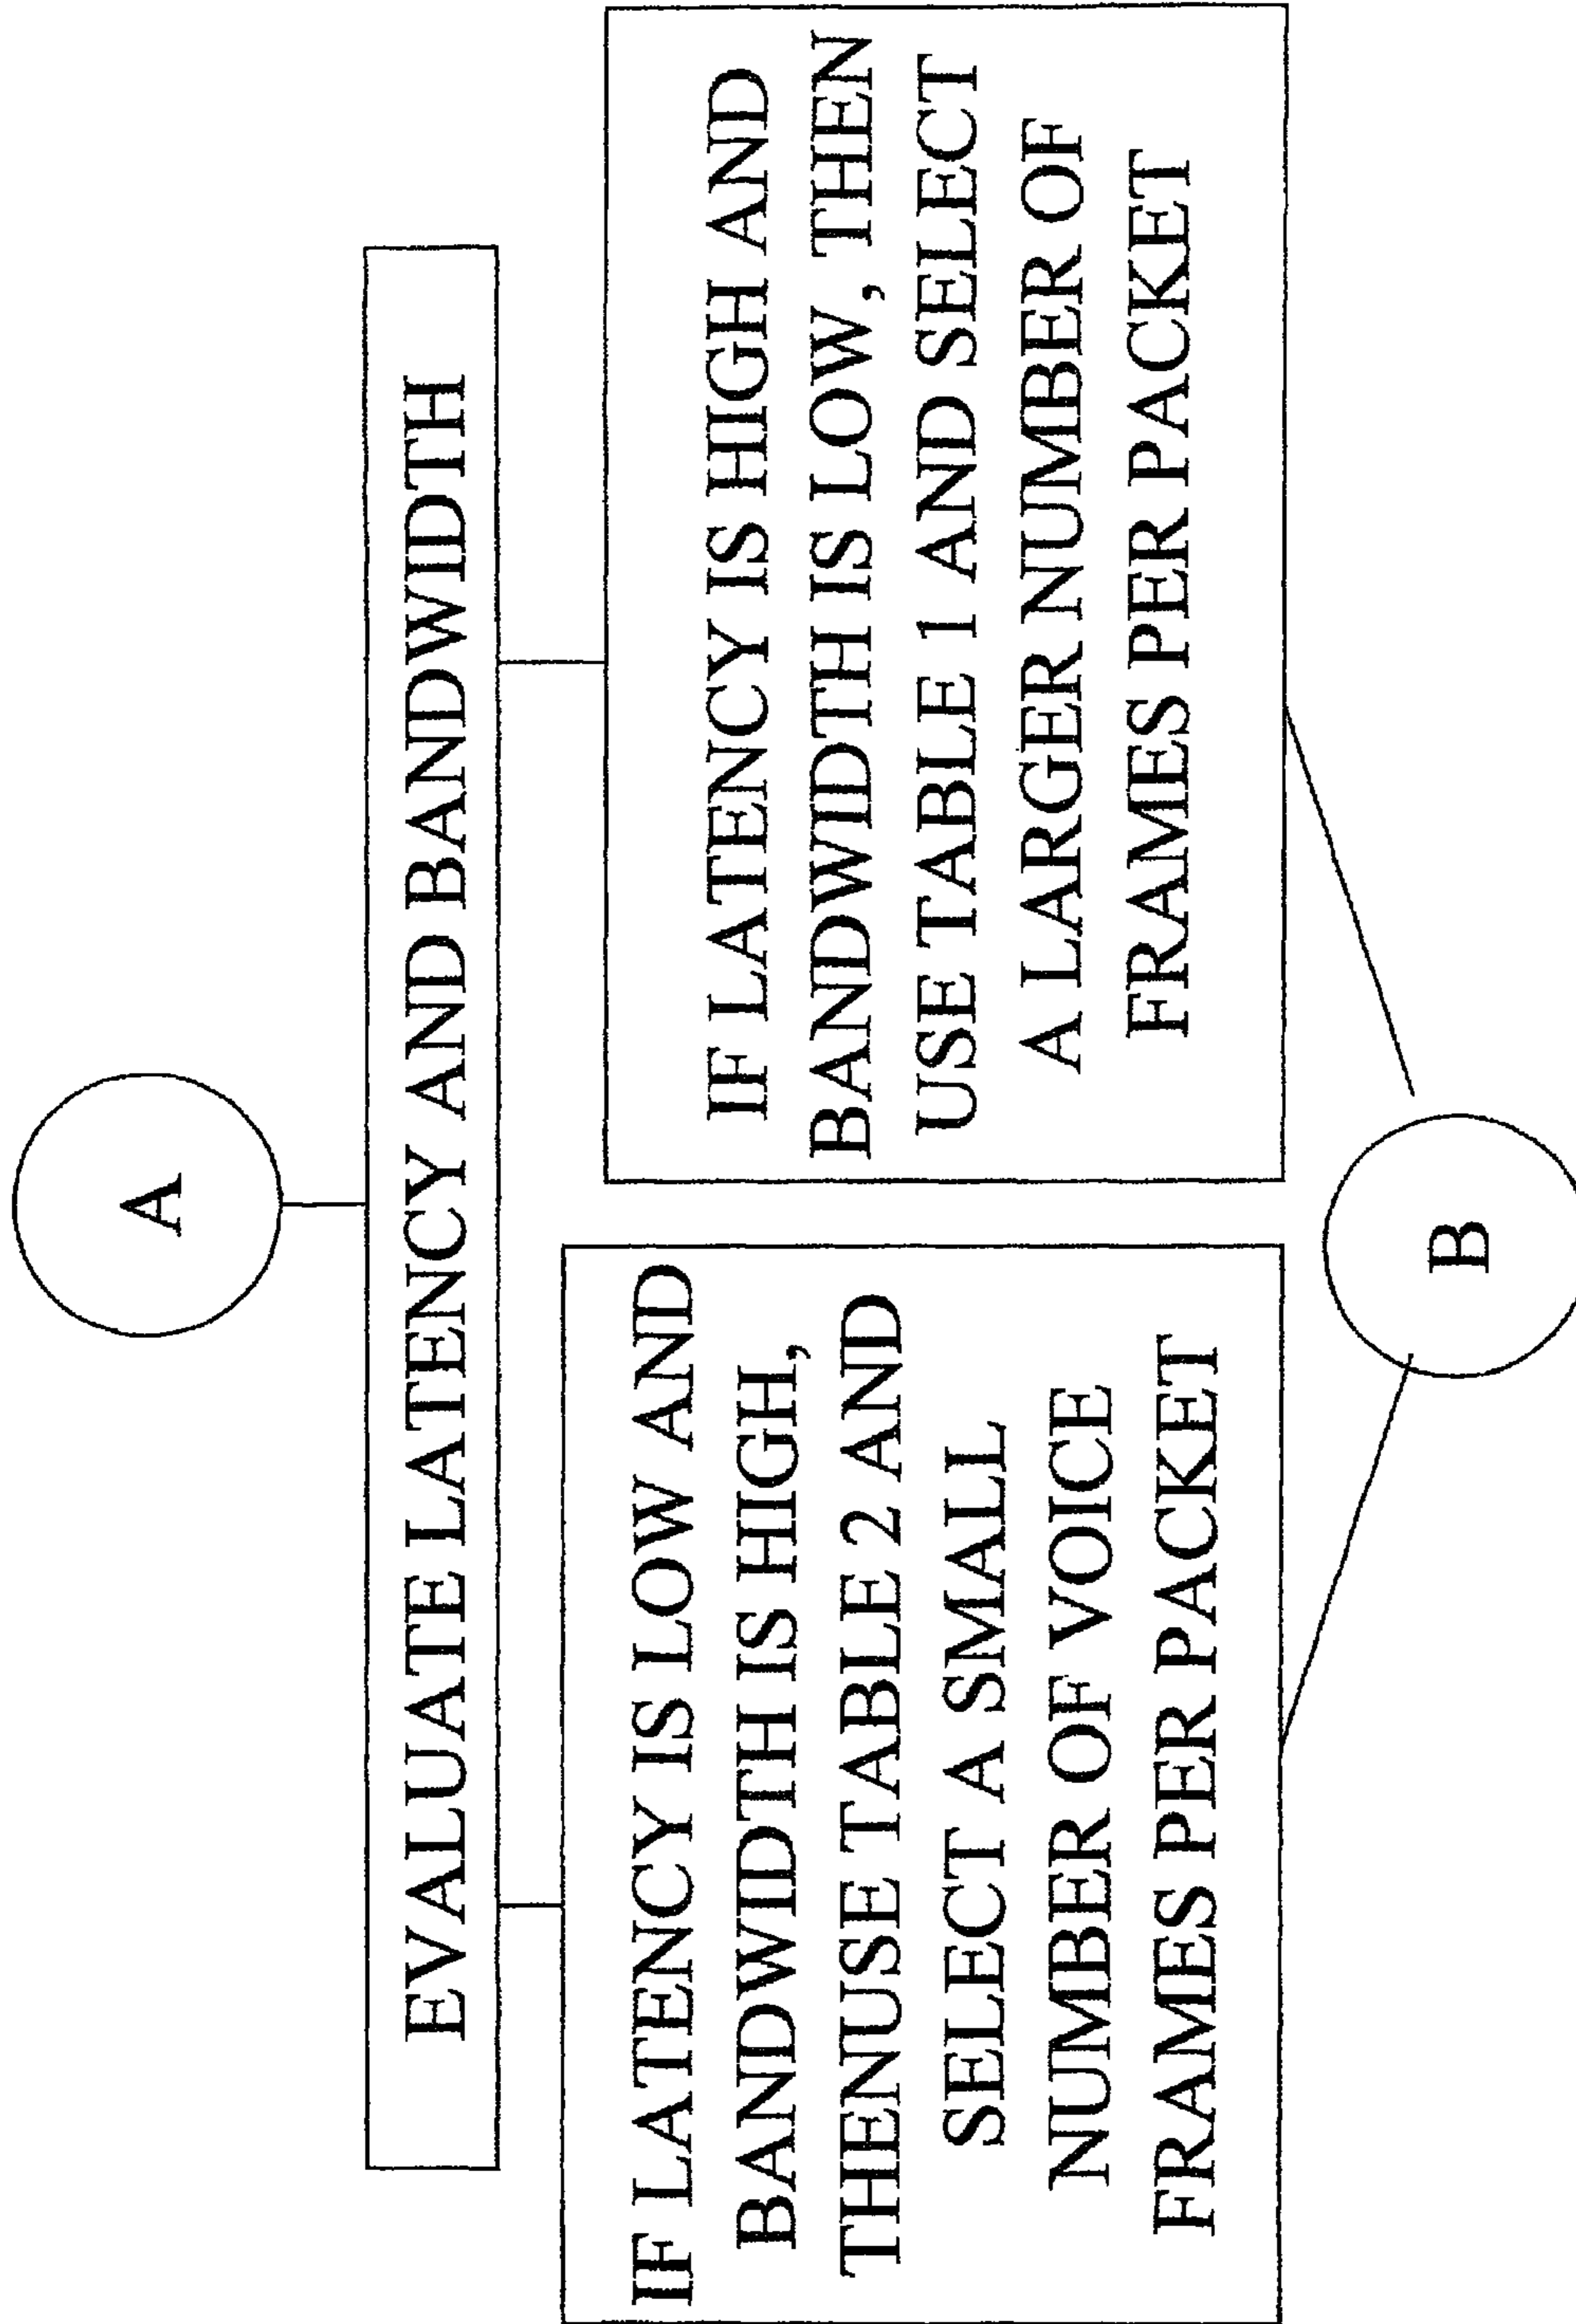 A
EVALUATE LATENCY AND BANDWIDTH
IF LATENCY IS LOW AND
BANDWIDTH IS HIGH,
THENUSE TABLE 2 AND
SELECT A SMALL
NUMBER OF VOICE
FRAMES PER PACKET
IF LATENCY IS HIGH AND
BANDWIDTH IS LOW, THEN
USE TABLE 1 AND SELECT
A LARGER NUMBER OF
FRAMES PER PACKET
B